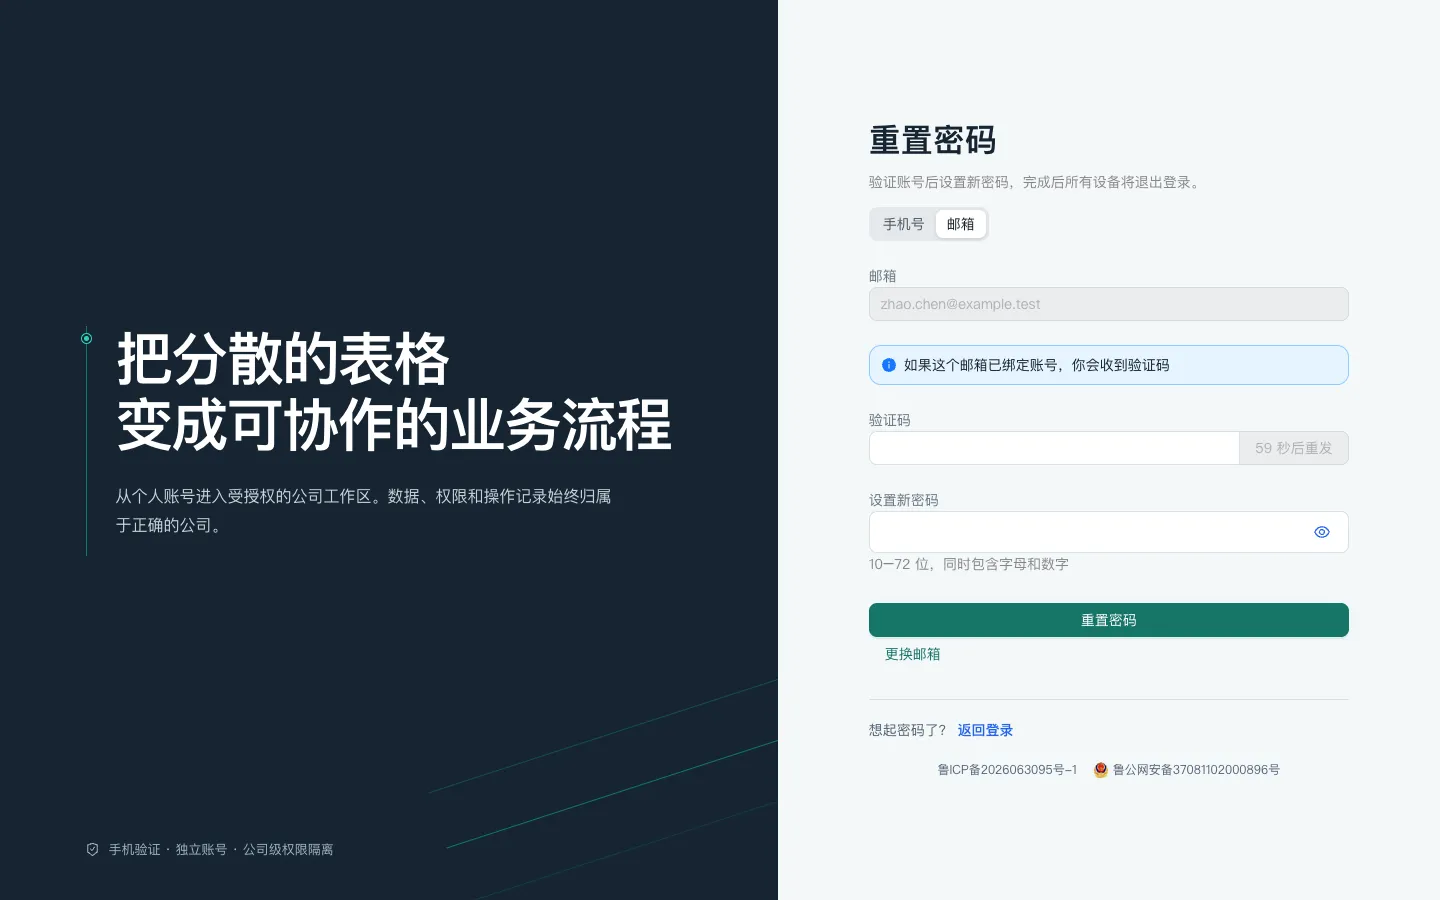 把分散的表格
变成可协作的业务流程
从个人账号进入受授权的公司工作区。数据、权限和操作记录始终归属
于正确的公司。
手机验证 · 独立账号 · 公司级权限隔离
重置密码
验证账号后设置新密码，完成后所有设备将退出登录。
手机号 邮箱
邮箱
zhao.chen@example.test
如果这个邮箱已绑定账号，你会收到验证码
验证码
59 秒后重发
设置新密码
10–72 位，同时包含字母和数字
重置密码
更换邮箱
想起密码了？ 返回登录
鲁ICP备2026063095号-1 鲁公网安备37081102000896号